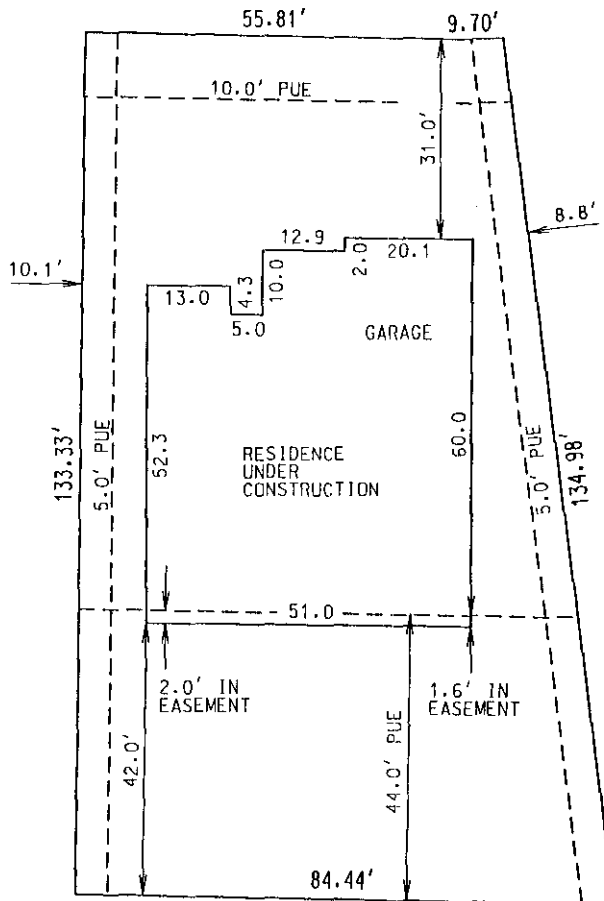 55.81'
9.70'
10.0' PUE
31.0'
8.8'
12.9
2.0
20.1
10.1'
13.0
4.3
10.0
5.0
GARAGE
133.33'
5.0' PUE
52.3
RESIDENCE
UNDER
CONSTRUCTION
60.0
5.0' PUE
134.98'
51.0
2.0' IN
EASEMENT
1.6' IN
EASEMENT
42.0'
44.0' PUE
84.44'